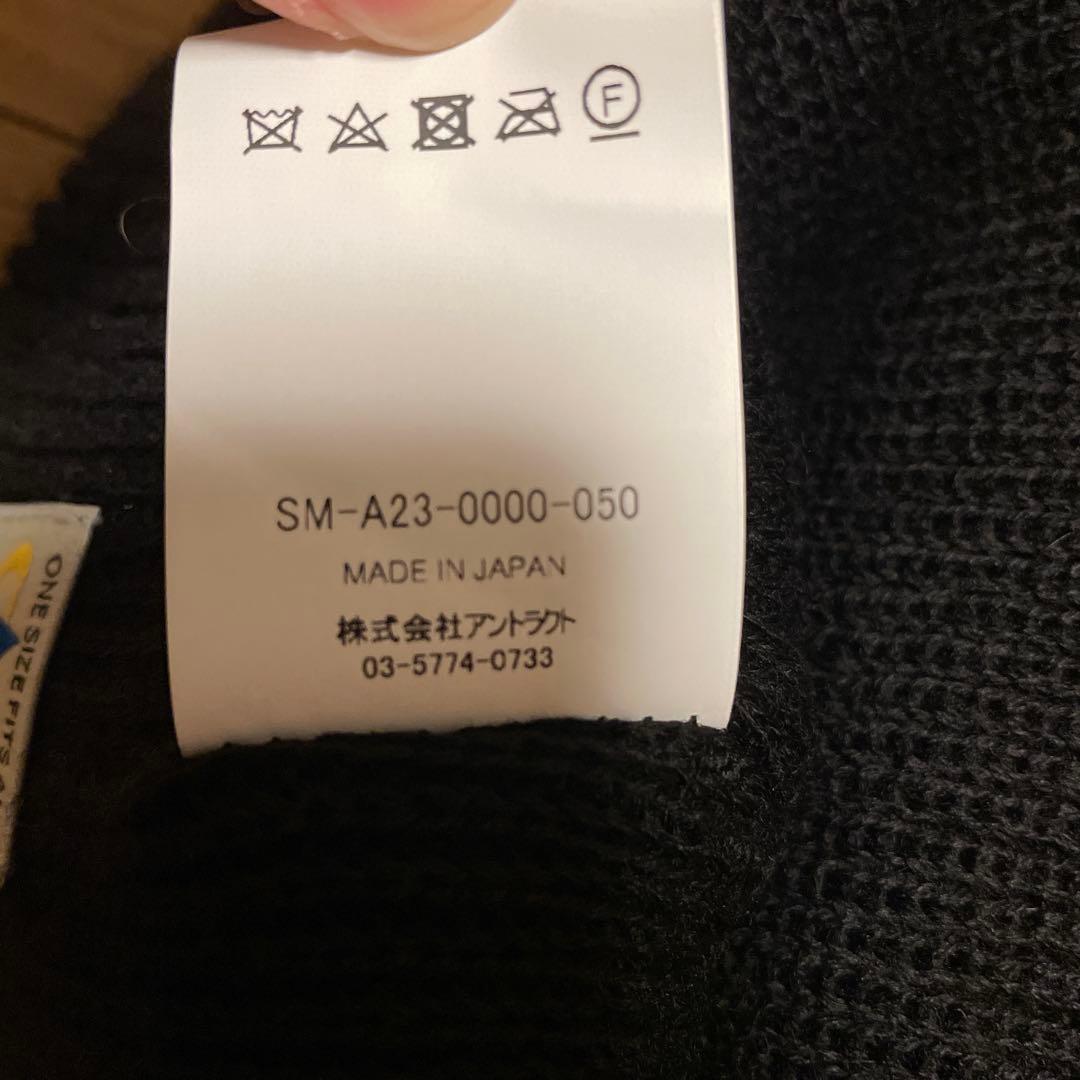 F
SM-A23-0000-050
MADE IN JAPAN
株式会社アントラクト
03-5774-0733
ONE SIZE FITS